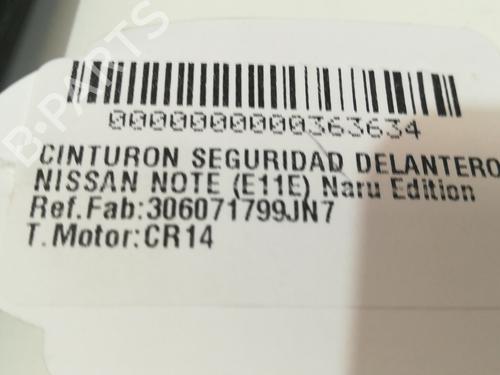 B-PARTS
0000000000363634
CINTURON SEGURIDAD DELANTERO
NISSAN NOTE (E11E) Naru Edition
Ref.Fab:306071799JN7
T.Motor:CR14